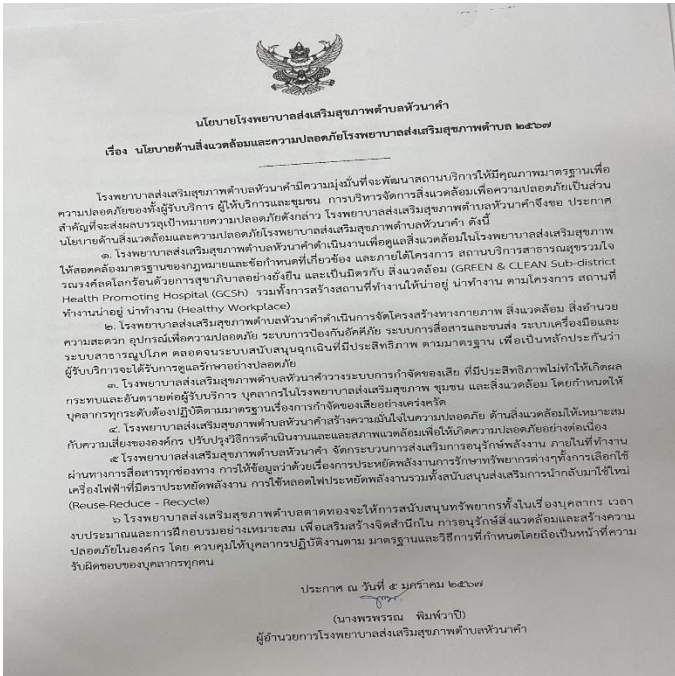 นโยบายโรงพยาบาลส่งเสริมสุขภาพตำบลหัวนาคำ
เรื่อง นโยบายด้านสิ่งแวดล้อมและความปลอดภัยโรงพยาบาลส่งเสริมสุขภาพตำบล ๒๕๖๗
โรงพยาบาลส่งเสริมสุขภาพตำบลหัวนาคำมีความมุ่งมั่นที่จะพัฒนาสถานบริการให้มีคุณภาพมาตรฐานเพื่อ
ความปลอดภัยของทั้งผู้รับบริการ ผู้ให้บริการและชุมชน การบริหารจัดการสิ่งแวดล้อมเพื่อความปลอดภัยเป็นส่วน
สำคัญที่จะส่งผลบรรลุเป้าหมายความปลอดภัยดังกล่าว โรงพยาบาลส่งเสริมสุขภาพตำบลหัวนาคำจึงขอ ประกาศ
นโยบายด้านสิ่งแวดล้อมและความปลอดภัยโรงพยาบาลส่งเสริมสุขภาพตำบลหัวนาคำ ดังนี้
๑. โรงพยาบาลส่งเสริมสุขภาพตำบลหัวนาคำดำเนินงานเพื่อดูแลสิ่งแวดล้อมในโรงพยาบาลส่งเสริมสุขภาพ
ให้สอดคล้องมาตรฐานของกฎหมายและข้อกำหนดที่เกี่ยวข้อง และภายใต้โครงการ สถานบริการสาธารณสุขรวมใจ
รณรงค์ลดโลกร้อนด้วยการสุขาภิบาลอย่างยั่งยืน และเป็นมิตรกับ สิ่งแวดล้อม (GREEN & CLEAN Sub-district
Health Promoting Hospital (GCSh) รวมทั้งการสร้างสถานที่ทำงานให้น่าอยู่ น่าทำงาน ตามโครงการ สถานที่
ทำงานน่าอยู่ น่าทำงาน (Healthy Workplace)
๒. โรงพยาบาลส่งเสริมสุขภาพตำบลหัวนาคำดำเนินการจัดโครงสร้างทางกายภาพ สิ่งแวดล้อม สิ่งอำนวย
ความสะดวก อุปกรณ์เพื่อความปลอดภัย ระบบการป้องกันอัคคีภัย ระบบการสื่อสารและขนส่ง ระบบเครื่องมือและ
ระบบสาธารณูปโภค ตลอดจนระบบสนับสนุนฉุกเฉินที่มีประสิทธิภาพ ตามมาตรฐาน เพื่อเป็นหลักประกันว่า
ผู้รับบริการจะได้รับการดูแลรักษาอย่างปลอดภัย
๓. โรงพยาบาลส่งเสริมสุขภาพตำบลหัวนาคำวางระบบการกำจัดของเสีย ที่มีประสิทธิภาพไม่ทำให้เกิดผล
กระทบและอันตรายต่อผู้รับบริการ บุคลากรในโรงพยาบาลส่งเสริมสุขภาพ ชุมชน และสิ่งแวดล้อม โดยกำหนดให้
บุคลากรทุกระดับต้องปฏิบัติตามมาตรฐานเรื่องการกำจัดของเสียอย่างเคร่งครัด
๔. โรงพยาบาลส่งเสริมสุขภาพตำบลหัวนาคำสร้างความมั่นใจในความปลอดภัย ด้านสิ่งแวดล้อมให้เหมาะสม
กับความเสี่ยงขององค์กร ปรับปรุงวิธีการดำเนินงานและและสภาพแวดล้อมเพื่อให้เกิดความปลอดภัยอย่างต่อเนื่อง
๕ โรงพยาบาลส่งเสริมสุขภาพตำบลหัวนาคำ จัดกระบวนการส่งเสริมการอนุรักษ์พลังงาน ภายในที่ทำงาน
ผ่านทางการสื่อสารทุกช่องทาง การให้ข้อมูลว่าด้วยเรื่องการประหยัดพลังงานการรักษาทรัพยากรต่างๆทั้งการเลือกใช้
เครื่องไฟฟ้าที่มีตราประหยัดพลังงาน การใช้หลอดไฟประหยัดพลังงานรวมทั้งสนับสนุนส่งเสริมการนำกลับมาใช้ใหม่
(Reuse-Reduce - Recycle)
๖ โรงพยาบาลส่งเสริมสุขภาพตำบลตาดทองจะให้การสนับสนุนทรัพยากรทั้งในเรื่องบุคลากร เวลา
งบประมาณและการฝึกอบรมอย่างเหมาะสม เพื่อเสริมสร้างจิตสำนึกใน การอนุรักษ์สิ่งแวดล้อมและสร้างความ
ปลอดภัยในองค์กร โดย ควบคุมให้บุคลากรปฏิบัติงานตาม มาตรฐานและวิธีการที่กำหนดโดยถือเป็นหน้าที่ความ
รับผิดชอบของบุคลากรทุกคน
ประกาศ ณ วันที่ ๕ มกราคม ๒๕๖๗
(นางพรพรรณ พิมพ์วาปี)
ผู้อำนวยการโรงพยาบาลส่งเสริมสุขภาพตำบลหัวนาคำ